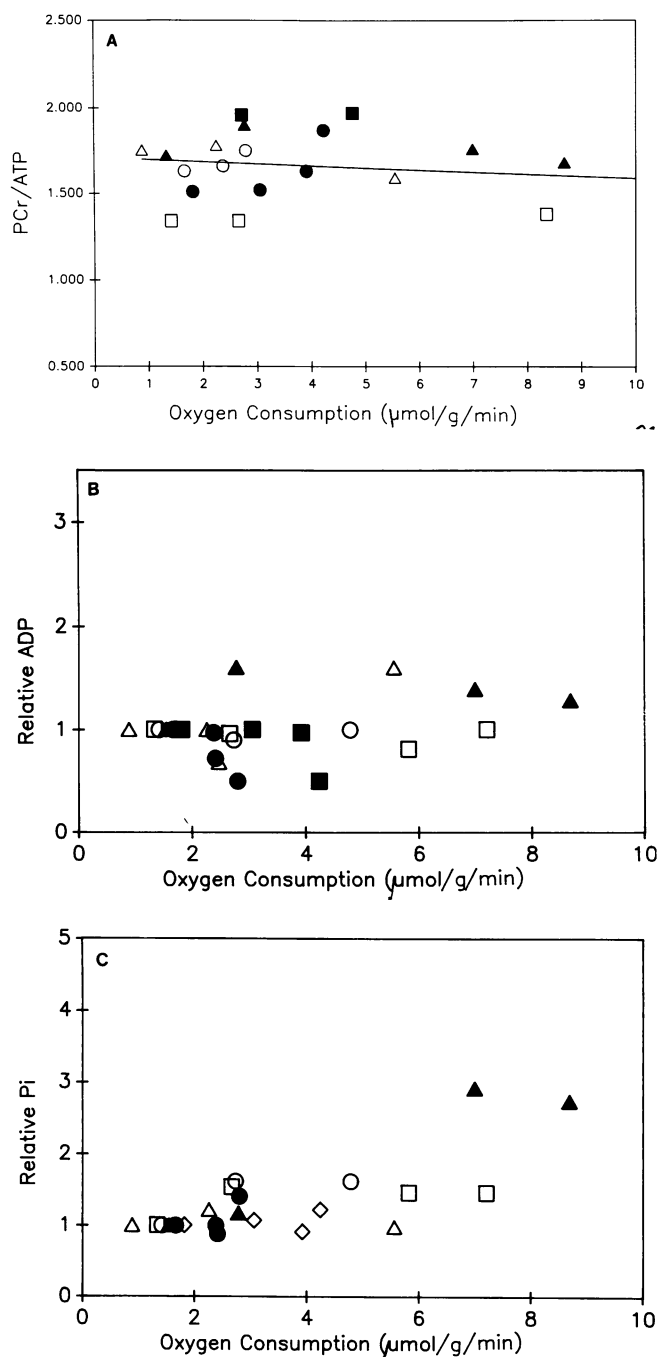 2.500
A
2.000
1.500
1.000
0.500
PCr/ATP
0 1 2 3 4 5 6 7 8 9 10
Oxygen Consumption (μmol/g/min)
B
3
2
1
0
Relative ADP
0 2 4 6 8 10
Oxygen Consumption (μmol/g/min)
5
C
4
3
2
1
0
Relative Pi
0 2 4 6 8 10
Oxygen Consumption (μmol/g/min)